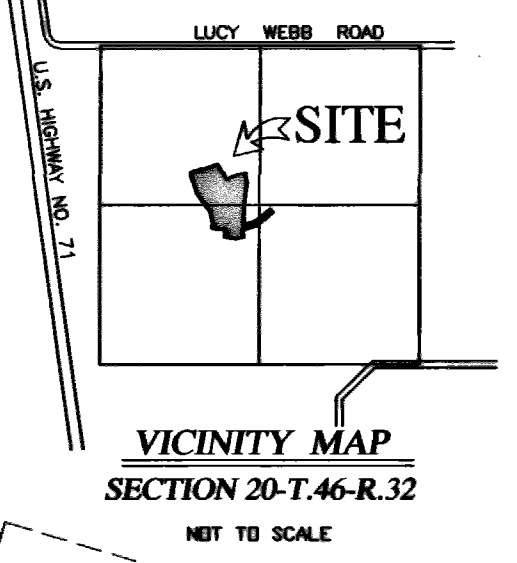 LUCY WEBB ROAD
SITE
U.S. HIGHWAY NO. 71
VICINITY MAP
SECTION 20-T.46-R.32
NOT TO SCALE